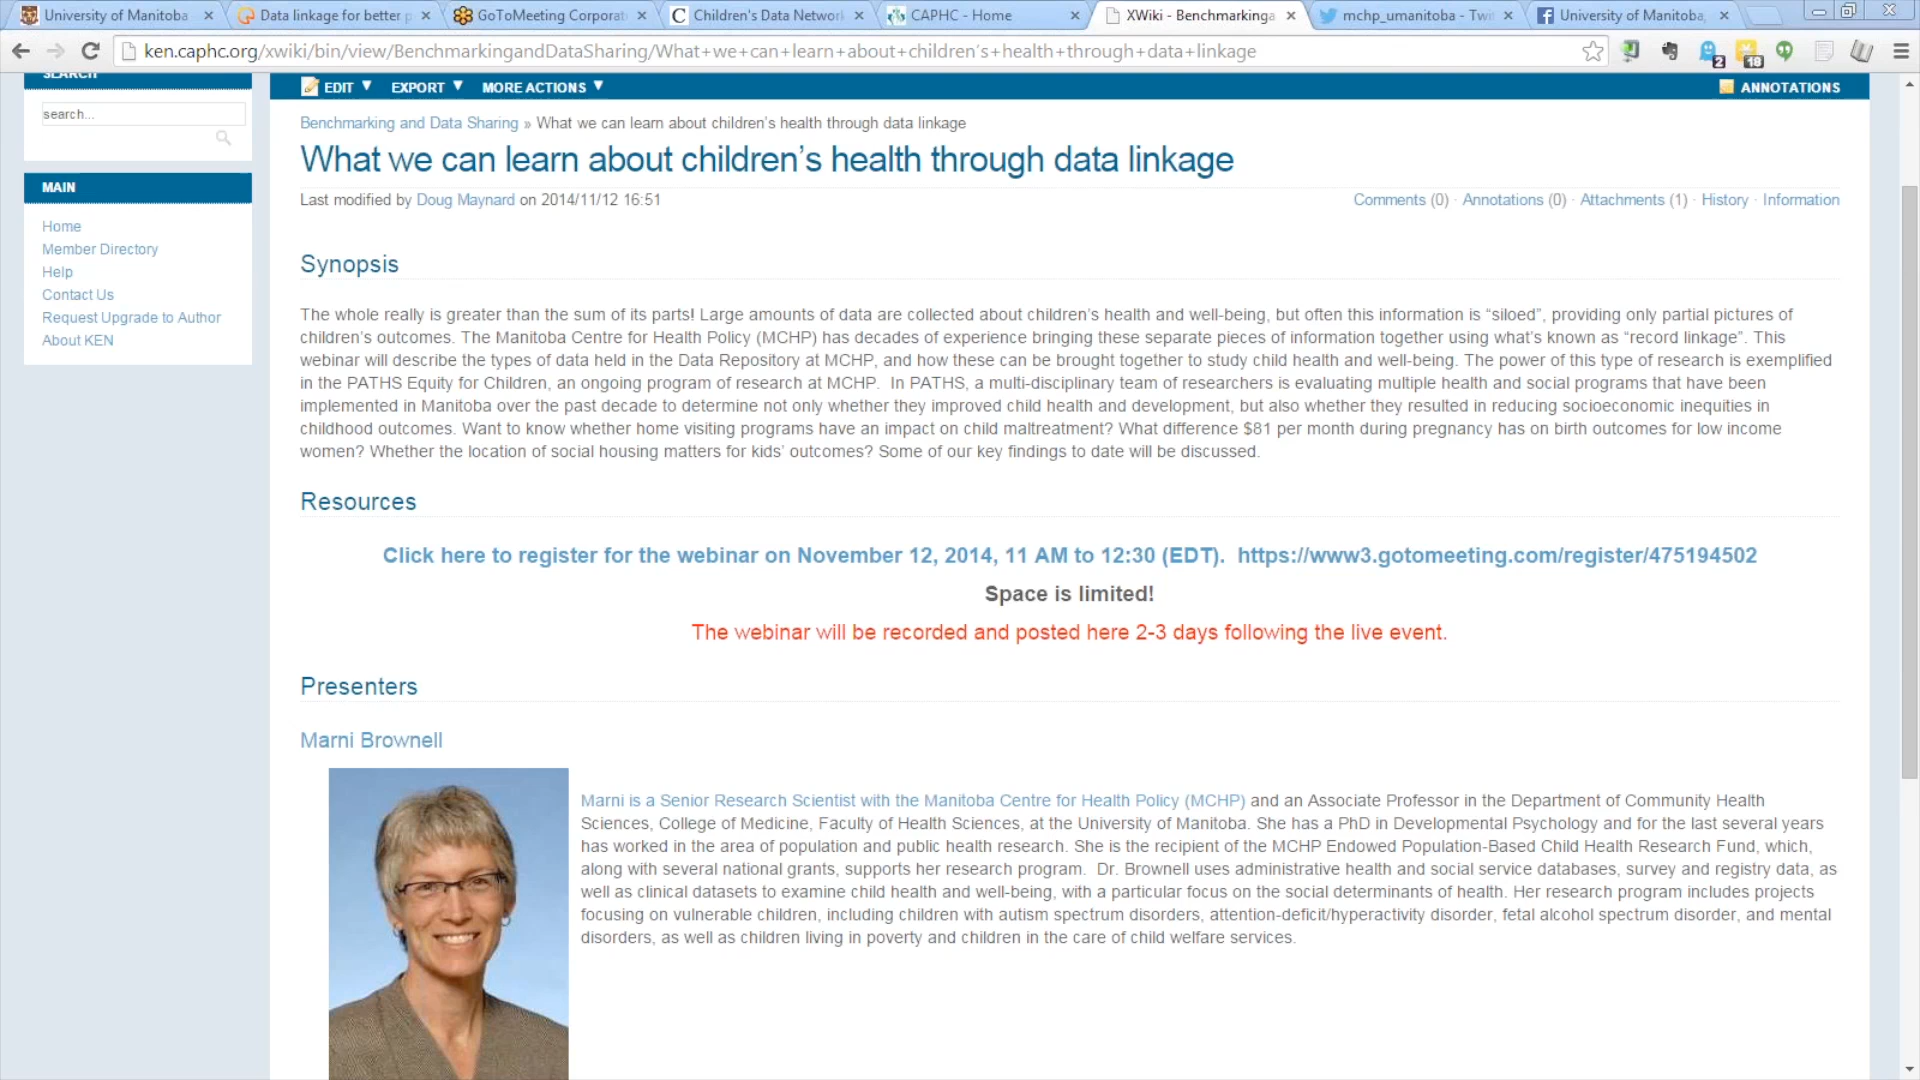 University of Manitoba
Data linkage for better p
GoToMeeting Corporat
Children's Data Network
CAPHC - Home
XWiki - Benchmarkinga
mchp_umanitoba - Twi
University of Manitoba,
ken.caphc.org/xwiki/bin/view/BenchmarkingandDataSharing/What+we+can+learn+about+children's+health+through+data+linkage
2
18
SEARCH
search...
MAIN
Home
Member Directory
Help
Contact Us
Request Upgrade to Author
About KEN
EDIT
EXPORT
MORE ACTIONS
ANNOTATIONS
Benchmarking and Data Sharing » What we can learn about children’s health through data linkage
What we can learn about children’s health through data linkage
Last modified by Doug Maynard on 2014/11/12 16:51
Comments (0) · Annotations (0) · Attachments (1) · History · Information
Synopsis
The whole really is greater than the sum of its parts! Large amounts of data are collected about children’s health and well-being, but often this information is “siloed”, providing only partial pictures of
children’s outcomes. The Manitoba Centre for Health Policy (MCHP) has decades of experience bringing these separate pieces of information together using what’s known as “record linkage”. This
webinar will describe the types of data held in the Data Repository at MCHP, and how these can be brought together to study child health and well-being. The power of this type of research is exemplified
in the PATHS Equity for Children, an ongoing program of research at MCHP. In PATHS, a multi-disciplinary team of researchers is evaluating multiple health and social programs that have been
implemented in Manitoba over the past decade to determine not only whether they improved child health and development, but also whether they resulted in reducing socioeconomic inequities in
childhood outcomes. Want to know whether home visiting programs have an impact on child maltreatment? What difference $81 per month during pregnancy has on birth outcomes for low income
women? Whether the location of social housing matters for kids’ outcomes? Some of our key findings to date will be discussed.
Resources
Click here to register for the webinar on November 12, 2014, 11 AM to 12:30 (EDT). https://www3.gotomeeting.com/register/475194502
Space is limited!
The webinar will be recorded and posted here 2-3 days following the live event.
Presenters
Marni Brownell
Marni is a Senior Research Scientist with the Manitoba Centre for Health Policy (MCHP) and an Associate Professor in the Department of Community Health
Sciences, College of Medicine, Faculty of Health Sciences, at the University of Manitoba. She has a PhD in Developmental Psychology and for the last several years
has worked in the area of population and public health research. She is the recipient of the MCHP Endowed Population-Based Child Health Research Fund, which,
along with several national grants, supports her research program. Dr. Brownell uses administrative health and social service databases, survey and registry data, as
well as clinical datasets to examine child health and well-being, with a particular focus on the social determinants of health. Her research program includes projects
focusing on vulnerable children, including children with autism spectrum disorders, attention-deficit/hyperactivity disorder, fetal alcohol spectrum disorder, and mental
disorders, as well as children living in poverty and children in the care of child welfare services.